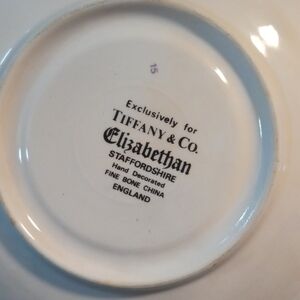 15
Exclusively for
TIFFANY & CO.
Elizabethan
STAFFORDSHIRE
Hand Decorated
FINE BONE CHINA
ENGLAND